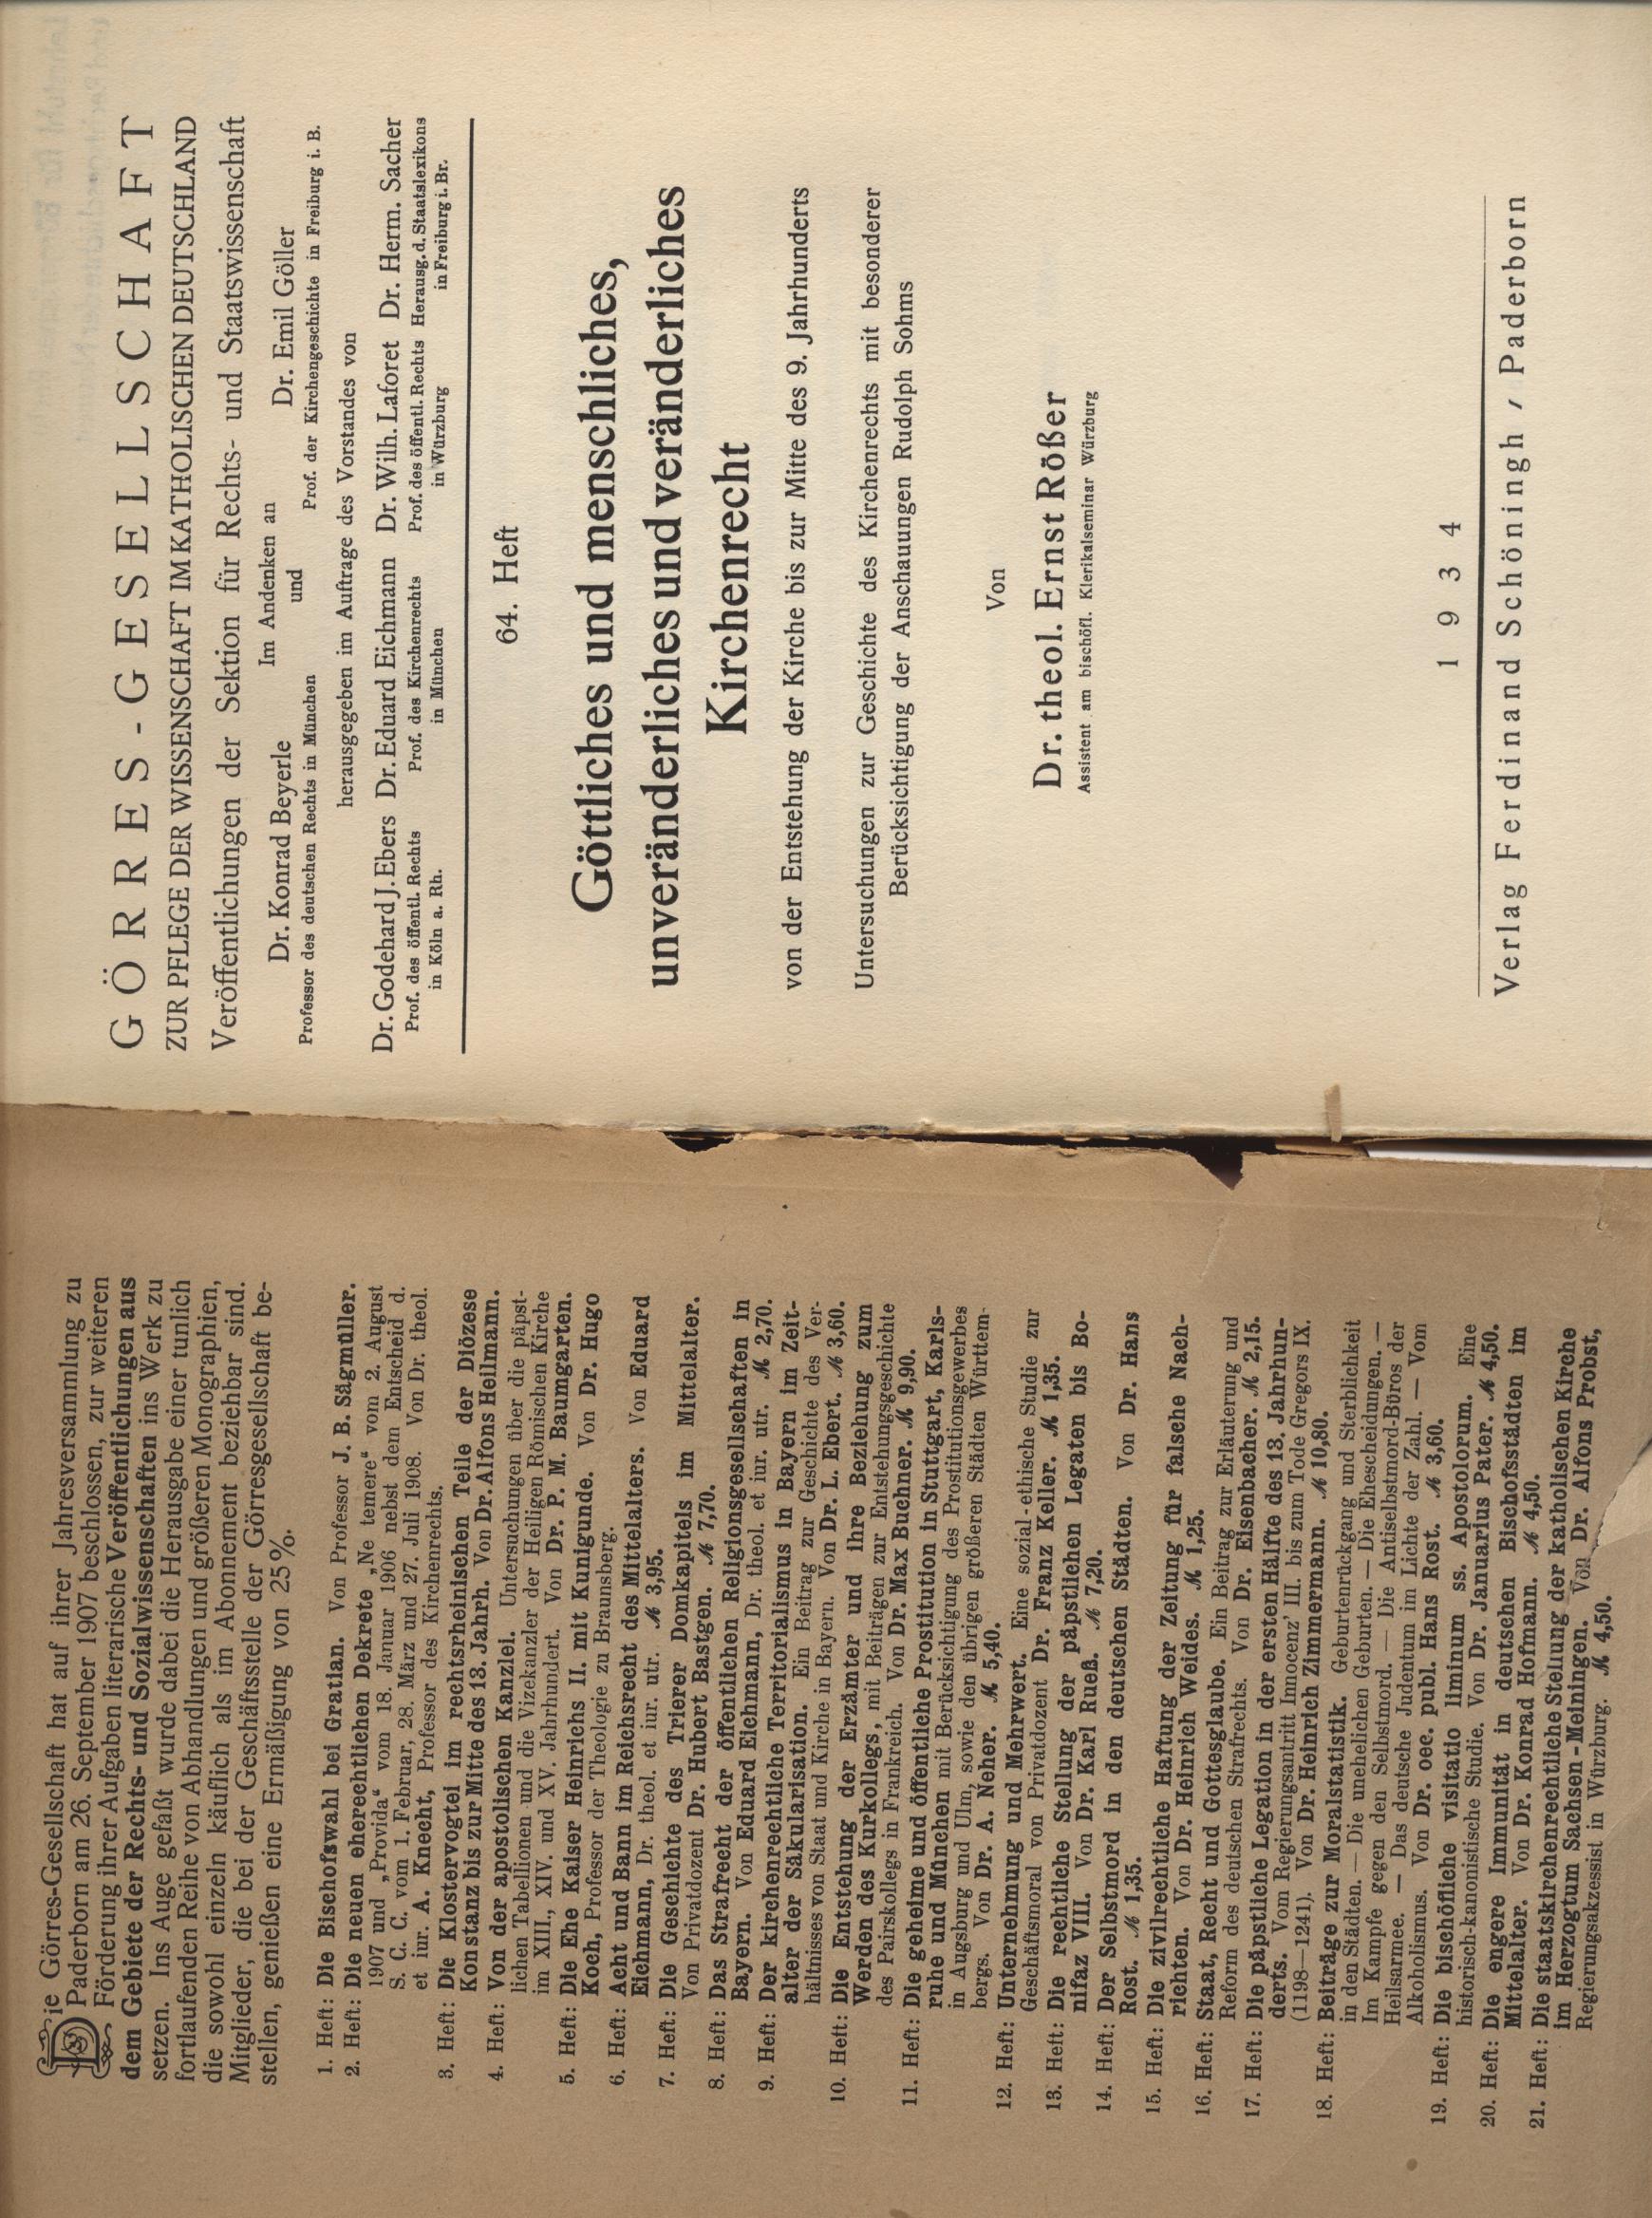 Die Görres-Gesellschaft hat auf ihrer Jahresversammlung zu
Paderborn am 26. September 1907 beschlossen, zur weiteren
Förderung ihrer Aufgaben literarische Veröffentlichungen aus
dem Gebiete der Rechts- und Sozialwissenschaften ins Werk zu
setzen. Ins Auge gefaßt wurde dabei die Herausgabe einer tunlich
fortlaufenden Reihe von Abhandlungen und größeren Monographien,
die sowohl einzeln käuflich als im Abonnement beziehbar sind.
Mitglieder, die bei der Geschäftsstelle der Görresgesellschaft be-
stellen, genießen eine Ermäßigung von 25%.
1. Heft: Die Bischofswahl bei Gratian. Von Professor J. B. Sägmüller.
2. Heft: Die neuen eherechtlichen Dekrete „Ne temere“ vom 2. August
1907 und „Provida“ vom 18. Januar 1906 nebst dem Entscheid d.
S. C. C. vom 1. Februar, 28. März und 27. Juli 1908. Von Dr. theol.
et iur. A. Knecht, Professor des Kirchenrechts.
3. Heft: Die Klostervogtei im rechtsrheinischen Teile der Diözese
Konstanz bis zur Mitte des 13. Jahrh. Von Dr. Alfons Heilmann.
4. Heft: Von der apostolischen Kanzlei. Untersuchungen über die päpst-
lichen Tabellionen und die Vizekanzler der Heiligen Römischen Kirche
im XIII., XIV. und XV. Jahrhundert. Von Dr. P. M. Baumgarten.
5. Heft: Die Ehe Kaiser Heinrichs II. mit Kunigunde. Von Dr. Hugo
Koch, Professor der Theologie zu Braunsberg.
6. Heft: Acht und Bann im Reichsrecht des Mittelalters. Von Eduard
Eichmann, Dr. theol. et iur. utr. ℳ 3,95.
7. Heft: Die Geschichte des Trierer Domkapitels im Mittelalter.
Von Privatdozent Dr. Hubert Bastgen. ℳ 7,70.
8. Heft: Das Strafrecht der öffentlichen Religionsgesellschaften in
Bayern. Von Eduard Eichmann, Dr. theol. et iur. utr. ℳ 2,70.
9. Heft: Der kirchenrechtliche Territorialismus in Bayern im Zeit-
alter der Säkularisation. Ein Beitrag zur Geschichte des Ver-
hältnisses von Staat und Kirche in Bayern. Von Dr. L. Ebert. ℳ 3,60.
10. Heft: Die Entstehung der Erzämter und ihre Beziehung zum
Werden des Kurkollegs, mit Beiträgen zur Entstehungsgeschichte
des Pairskollegs in Frankreich. Von Dr. Max Buchner. ℳ 9,90.
11. Heft: Die geheime und öffentliche Prostitution in Stuttgart, Karls-
ruhe und München mit Berücksichtigung des Prostitutionsgewerbes
in Augsburg und Ulm, sowie den übrigen größeren Städten Württem-
bergs. Von Dr. A. Neher. ℳ 5,40.
12. Heft: Unternehmung und Mehrwert. Eine sozial-ethische Studie zur
Geschäftsmoral von Privatdozent Dr. Franz Keller. ℳ 1,35.
13. Heft: Die rechtliche Stellung der päpstlichen Legaten bis Bo-
nifaz VIII. Von Dr. Karl Rueß. ℳ 7,20.
14. Heft: Der Selbstmord in den deutschen Städten. Von Dr. Hans
Rost. ℳ 1,35.
15. Heft: Die zivilrechtliche Haftung der Zeitung für falsche Nach-
richten. Von Dr. Heinrich Weides. ℳ 1,25.
16. Heft: Staat, Recht und Gottesglaube. Ein Beitrag zur Erläuterung und
Reform des deutschen Strafrechts. Von Dr. Eisenbacher. ℳ 2,15.
17. Heft: Die päpstliche Legation in der ersten Hälfte des 13. Jahrhun-
derts. Vom Regierungsantritt Innocenz' III. bis zum Tode Gregors IX.
(1198—1241). Von Dr. Heinrich Zimmermann. ℳ 10,80.
18. Heft: Beiträge zur Moralstatistik. Geburtenrückgang und Sterblichkeit
in den Städten. — Die unehelichen Geburten. — Die Ehescheidungen. —
Im Kampfe gegen den Selbstmord. — Die Antiselbstmord-Büros der
Heilsarmee. — Das deutsche Judentum im Lichte der Zahl. — Vom
Alkoholismus. Von Dr. oec. publ. Hans Rost. ℳ 3,60.
19. Heft: Die bischöfliche visitatio liminum ss. Apostolorum. Eine
historisch-kanonistische Studie. Von Dr. Januarius Pater. ℳ 4,50.
20. Heft: Die engere Immunität in deutschen Bischofsstädten im
Mittelalter. Von Dr. Konrad Hofmann. ℳ 4,50.
21. Heft: Die staatskirchenrechtliche Stellung der katholischen Kirche
im Herzogtum Sachsen-Meiningen. Von Dr. Alfons Probst,
Regierungsakzessist in Würzburg. ℳ 4,50.
GÖRRES-GESELLSCHAFT
ZUR PFLEGE DER WISSENSCHAFT IM KATHOLISCHEN DEUTSCHLAND
Veröffentlichungen der Sektion für Rechts- und Staatswissenschaft
Im Andenken an
Dr. Konrad Beyerle und Dr. Emil Göller
Professor des deutschen Rechts in München Prof. der Kirchengeschichte in Freiburg i. B.
herausgegeben im Auftrage des Vorstandes von
Dr. Godehard J. Ebers Dr. Eduard Eichmann Dr. Wilh. Laforet Dr. Herm. Sacher
Prof. des öffentl. Rechts Prof. des Kirchenrechts Prof. des öffentl. Rechts Herausg. d. Staatslexikons
in Köln a. Rh. in München in Würzburg in Freiburg i. Br.
64. Heft
Göttliches und menschliches,
unveränderliches und veränderliches
Kirchenrecht
von der Entstehung der Kirche bis zur Mitte des 9. Jahrhunderts
Untersuchungen zur Geschichte des Kirchenrechts mit besonderer
Berücksichtigung der Anschauungen Rudolph Sohms
Von
Dr. theol. Ernst Rößer
Assistent am bischöfl. Klerikalseminar Würzburg
1934
Verlag Ferdinand Schöningh / Paderborn